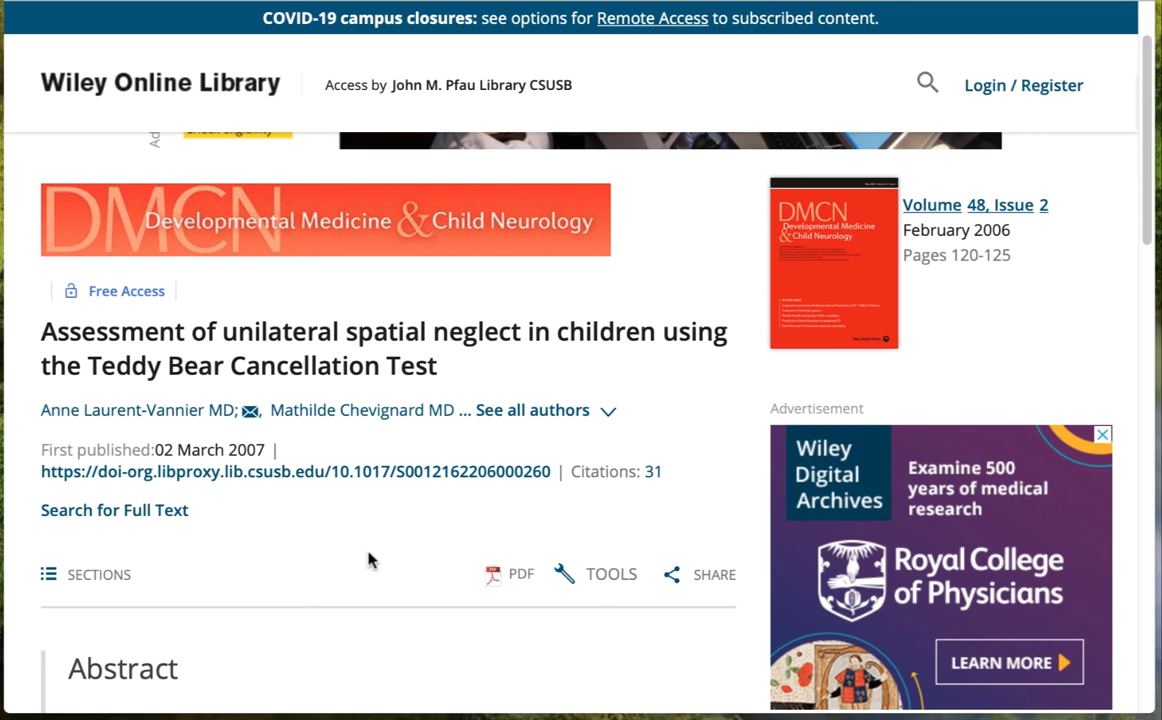 COVID-19 campus closures: see options for Remote Access to subscribed content.
Wiley Online Library
Access by John M. Pfau Library CSUSB
Login / Register
DMCN
Developmental Medicine & Child Neurology
DMCN
Developmental Medicine
& Child Neurology
Volume 48, Issue 2
February 2006
Pages 120-125
Free Access
Assessment of unilateral spatial neglect in children using
the Teddy Bear Cancellation Test
Anne Laurent-Vannier MD; , Mathilde Chevignard MD ... See all authors
First published:02 March 2007 |
https://doi-org.libproxy.lib.csusb.edu/10.1017/S0012162206000260 | Citations: 31
Search for Full Text
SECTIONS
PDF
TOOLS
SHARE
Abstract
Advertisement
Wiley
Digital
Archives
Examine 500
years of medical
research
Royal College
of Physicians
LEARN MORE